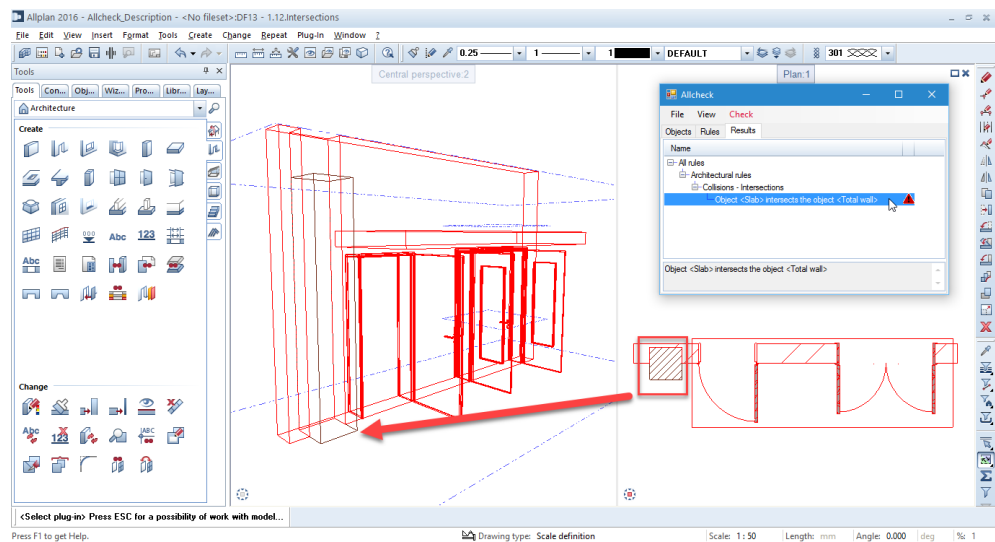 Allplan 2016 - Allcheck_Description - <No fileset>:DF13 - 1.12.Intersections
File Edit View Insert Format Tools Create Change Repeat Plug-In Window ?
0.25 1 1 DEFAULT 301
Tools
Tools Con... Obj... Wiz... Pro... Libr... Lay...
Architecture
Create
Abc 123
Abc
Change
Abc 123 ABC
Central perspective:2
Plan:1
Allcheck
File View Check
Objects Rules Results
Name
All rules
Architectural rules
Collisions - Intersections
Object <Slab> intersects the object <Total wall>
Object <Slab> intersects the object <Total wall>
<Select plug-in> Press ESC for a possibility of work with model...
Press F1 to get Help.
Drawing type: Scale definition
Scale: 1 : 50 Length: mm Angle: 0.000 deg %: 1